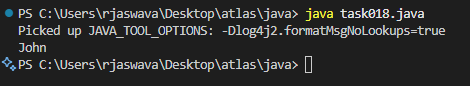 PS C:\Users\rjaswava\Desktop\atlas\java> java task018.java
Picked up JAVA_TOOL_OPTIONS: -Dlog4j2.formatMsgNoLookups=true
John
PS C:\Users\rjaswava\Desktop\atlas\java>